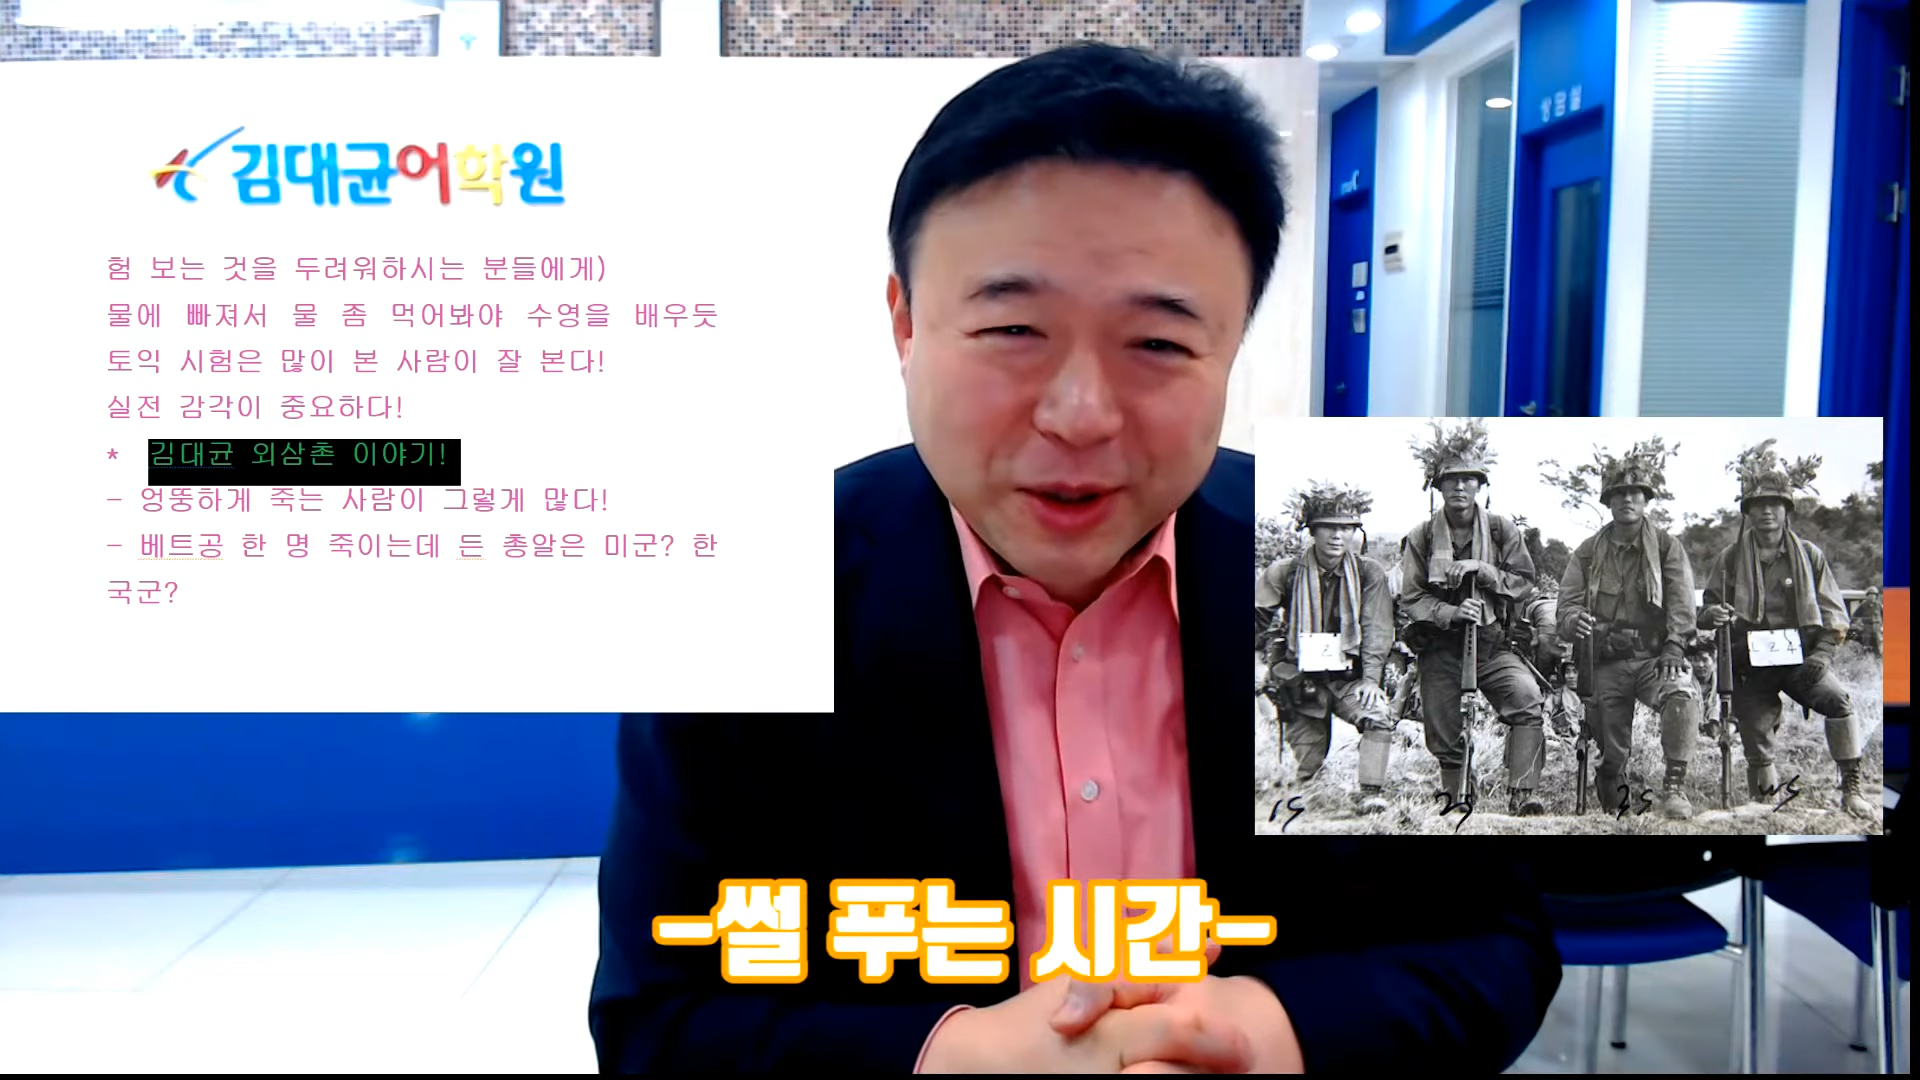 김대균어학원
험 보는 것을 두려워하시는 분들에게)
물에 빠져서 물 좀 먹어봐야 수영을 배우듯
토익 시험은 많이 본 사람이 잘 본다!
실전 감각이 중요하다!
* 김대균 외삼촌 이야기!
- 엉뚱하게 죽는 사람이 그렇게 많다!
- 베트공 한 명 죽이는데 든 총알은 미군? 한
국군?
상담실
-썰 푸는 시간-